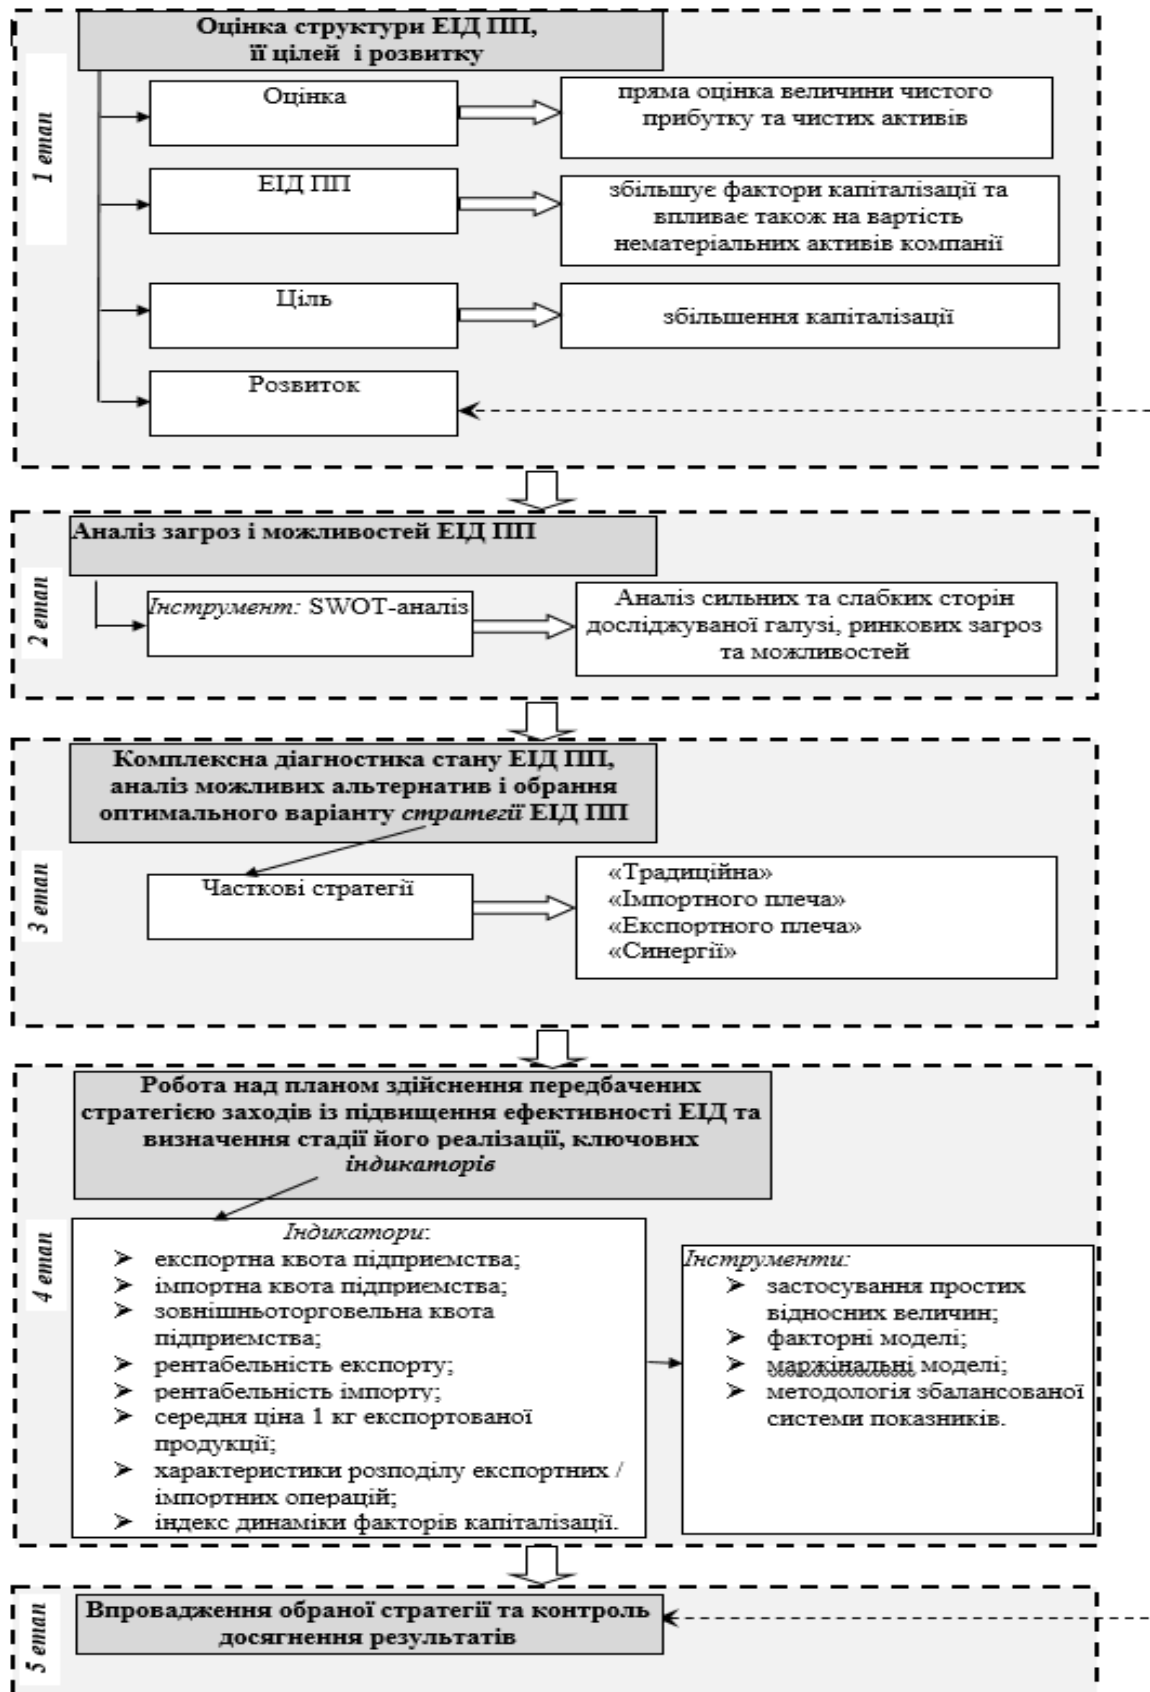 Оцінка структури ЕІД ПП,
її цілей і розвитку
1 етап
Оцінка
пряма оцінка величини чистого
прибутку та чистих активів
ЕІД ПП
збільшує фактори капіталізації та
впливає також на вартість
нематеріальних активів компанії
Ціль
збільшення капіталізації
Розвиток
Аналіз загроз і можливостей ЕІД ПП
2 етап
Інструмент: SWOT-аналіз
Аналіз сильних та слабких сторін
досліджуваної галузі, ринкових загроз
та можливостей
Комплексна діагностика стану ЕІД ПП,
аналіз можливих альтернатив і обрання
оптимального варіанту стратегії ЕІД ПП
3 етап
Часткові стратегії
«Традиційна»
«Імпортного плеча»
«Експортного плеча»
«Синергії»
Робота над планом здійснення передбачених
стратегією заходів із підвищення ефективності ЕІД та
визначення стадії його реалізації, ключових
індикаторів
4 етап
Індикатори:
➢ експортна квота підприємства;
➢ імпортна квота підприємства;
➢ зовнішньоторговельна квота
підприємства;
➢ рентабельність експорту;
➢ рентабельність імпорту;
➢ середня ціна 1 кг експортованої
продукції;
➢ характеристики розподілу експортних /
імпортних операцій;
➢ індекс динаміки факторів капіталізації.
Інструменти:
➢ застосування простих
відносних величин;
➢ факторні моделі;
➢ маржінальні моделі;
➢ методологія збалансованої
системи показників.
Впровадження обраної стратегії та контроль
досягнення результатів
5 етап